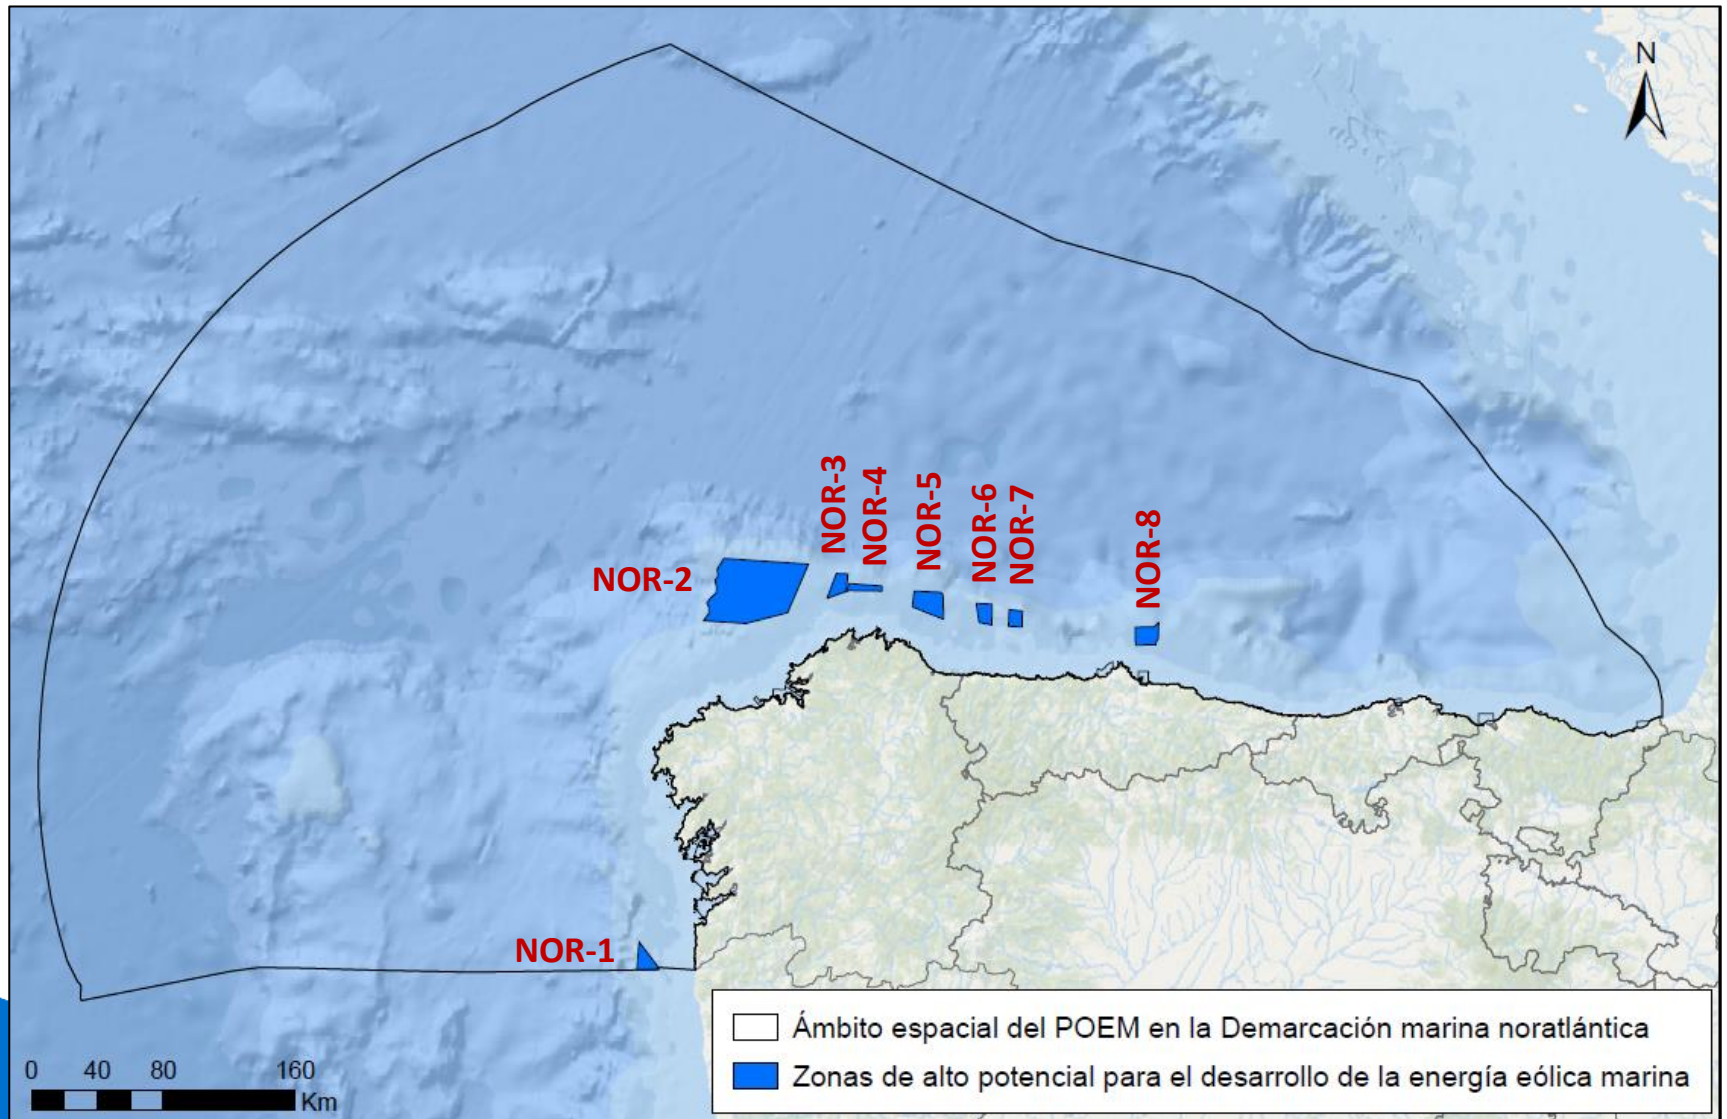 N
NOR-3
NOR-4
NOR-5
NOR-6
NOR-7
NOR-8
NOR-2
NOR-1
Ámbito espacial del POEM en la Demarcación marina noratlántica
Zonas de alto potencial para el desarrollo de la energía eólica marina
0 40 80 160
Km